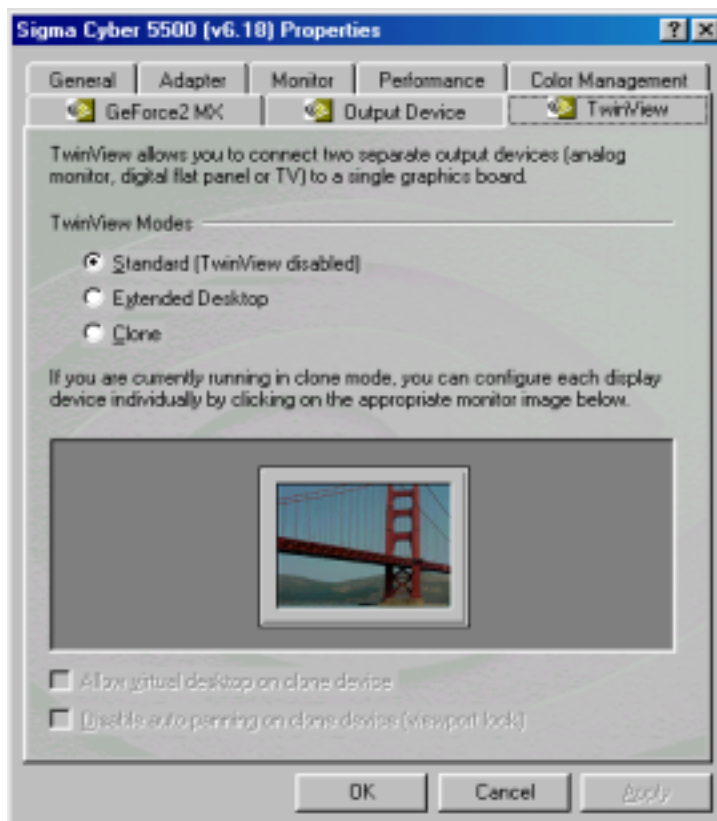 Sigma Cyber 5500 (v6.18) Properties
General Adapter Monitor Performance Color Management
GeForce2 MX Output Device TwinView
TwinView allows you to connect two separate output devices (analog
monitor, digital flat panel or TV) to a single graphics board.
TwinView Modes
Standard (TwinView disabled)
Extended Desktop
Clone
If you are currently running in clone mode, you can configure each display
device individually by clicking on the appropriate monitor image below.
Allow virtual desktop on clone device
Disable auto panning on clone device (viewport lock)
OK Cancel Apply